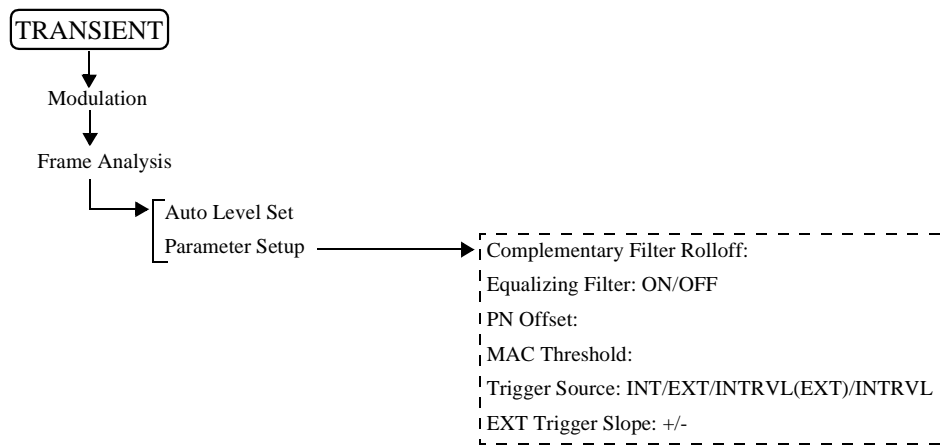 TRANSIENT
Modulation
Frame Analysis
Auto Level Set
Parameter Setup
Complementary Filter Rolloff:
Equalizing Filter: ON/OFF
PN Offset:
MAC Threshold:
Trigger Source: INT/EXT/INTRVL(EXT)/INTRVL
EXT Trigger Slope: +/-